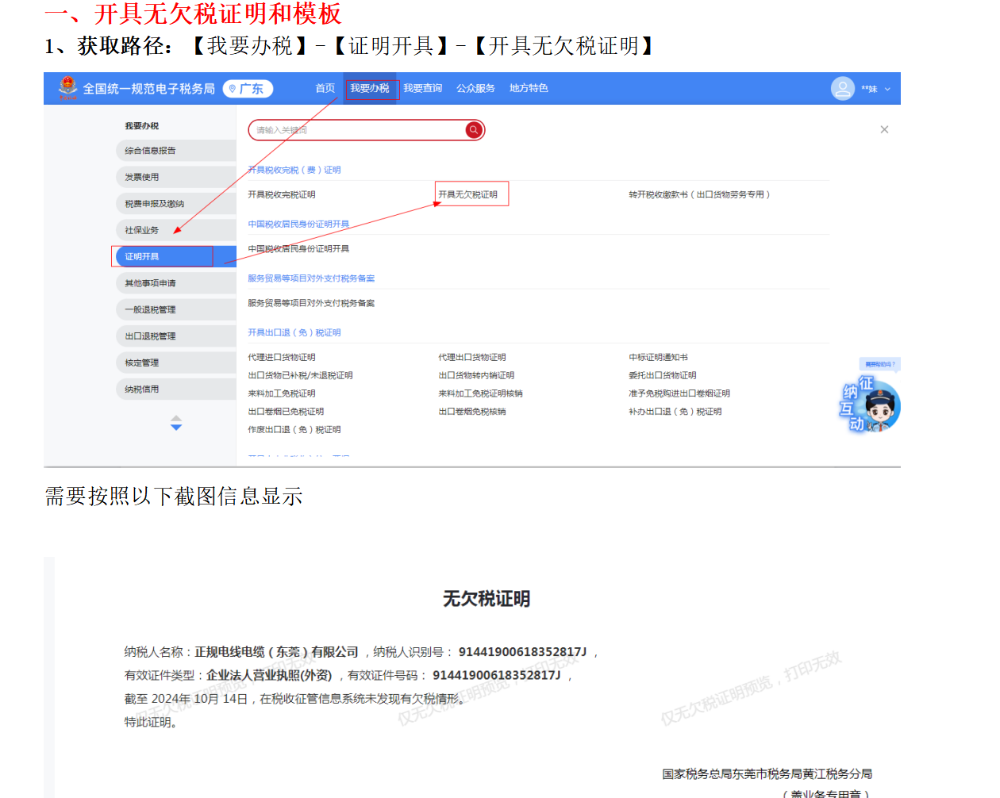 一、开具无欠税证明和模板
1、获取路径：【我要办税】-【证明开具】-【开具无欠税证明】
全国统一规范电子税务局 广东 首页 我要办税 我要查询 公众服务 地方特色 **妹
我要办税
请输入关键词
综合信息报告
发票使用
税费申报及缴纳
社保业务
证明开具
其他事项申请
一般退税管理
出口退税管理
核定管理
纳税信用
开具税收完税（费）证明
开具税收完税证明 开具无欠税证明 转开税收缴款书（出口货物劳务专用）
中国税收居民身份证明开具
中国税收居民身份证明开具
服务贸易等项目对外支付税务备案
服务贸易等项目对外支付税务备案
开具出口退（免）税证明
代理进口货物证明 代理出口货物证明 中标证明通知书
出口货物已补税/未退税证明 出口货物转内销证明 委托出口货物证明
来料加工免税证明 来料加工免税证明核销 准予免税购进出口卷烟证明
出口卷烟已免税证明 出口卷烟免税核销 补办出口退（免）税证明
作废出口退（免）税证明
需要帮助吗？
征纳互动
需要按照以下截图信息显示
无欠税证明
纳税人名称：正规电线电缆（东莞）有限公司 ，纳税人识别号： 91441900618352817J ，
有效证件类型：企业法人营业执照(外资) ，有效证件号码： 91441900618352817J ，
截至 2024年 10月 14日，在税收征管信息系统未发现有欠税情形。
特此证明。
仅无欠税证明预览，打印无效
仅无欠税证明预览，打印无效
仅无欠税证明预览，打印无效
国家税务总局东莞市税务局黄江税务分局
（盖业务专用章）